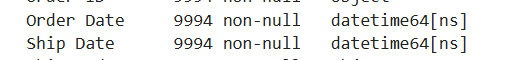 Order Date 9994 non-null datetime64[ns]
Ship Date 9994 non-null datetime64[ns]